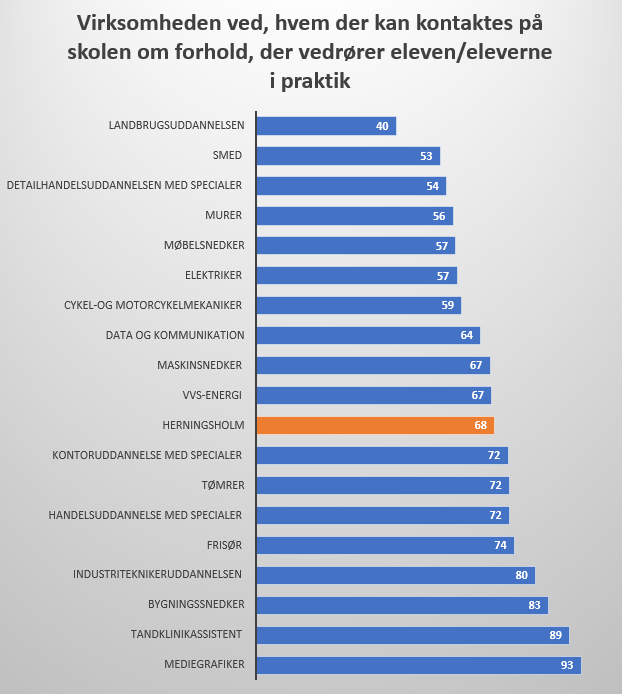 Virksomheden ved, hvem der kan kontaktes på
skolen om forhold, der vedrører eleven/eleverne
i praktik
LANDBRUGSUDDANNELSEN 40
SMED 53
DETAILHANDELSUDDANNELSEN MED SPECIALER 54
MURER 56
MØBELSNEDKER 57
ELEKTRIKER 57
CYKEL-OG MOTORCYKELMEKANIKER 59
DATA OG KOMMUNIKATION 64
MASKINSNEDKER 67
VVS-ENERGI 67
HERNINGSHOLM 68
KONTORUDDANNELSE MED SPECIALER 72
TØMRER 72
HANDELSUDDANNELSE MED SPECIALER 72
FRISØR 74
INDUSTRITEKNIKERUDDANNELSEN 80
BYGNINGSSNEDKER 83
TANDKLINIKASSISTENT 89
MEDIEGRAFIKER 93